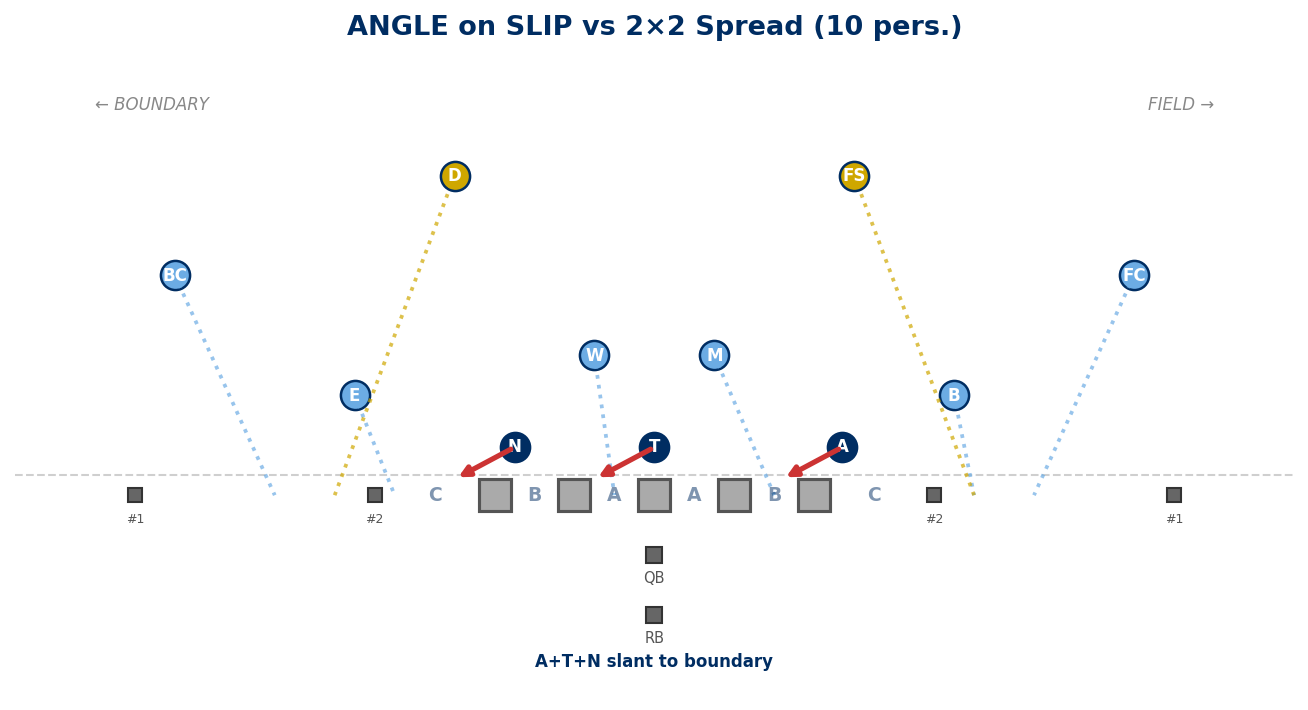 ANGLE on SLIP vs 2×2 Spread (10 pers.)
← BOUNDARY FIELD →
D FS
BC FC
W M
E B
N T A
C B A A B C
#1 #2 #2 #1
QB
RB
A+T+N slant to boundary